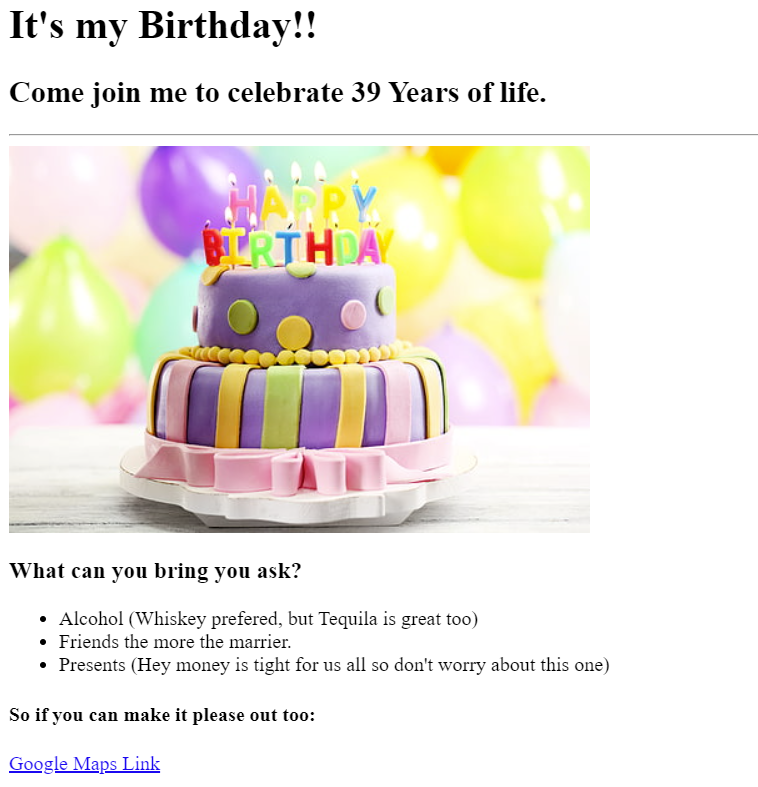 It's my Birthday!!
Come join me to celebrate 39 Years of life.
HAPPY
BIRTHDAY
What can you bring you ask?
Alcohol (Whiskey prefered, but Tequila is great too)
Friends the more the marrier.
Presents (Hey money is tight for us all so don't worry about this one)
So if you can make it please out too:
Google Maps Link